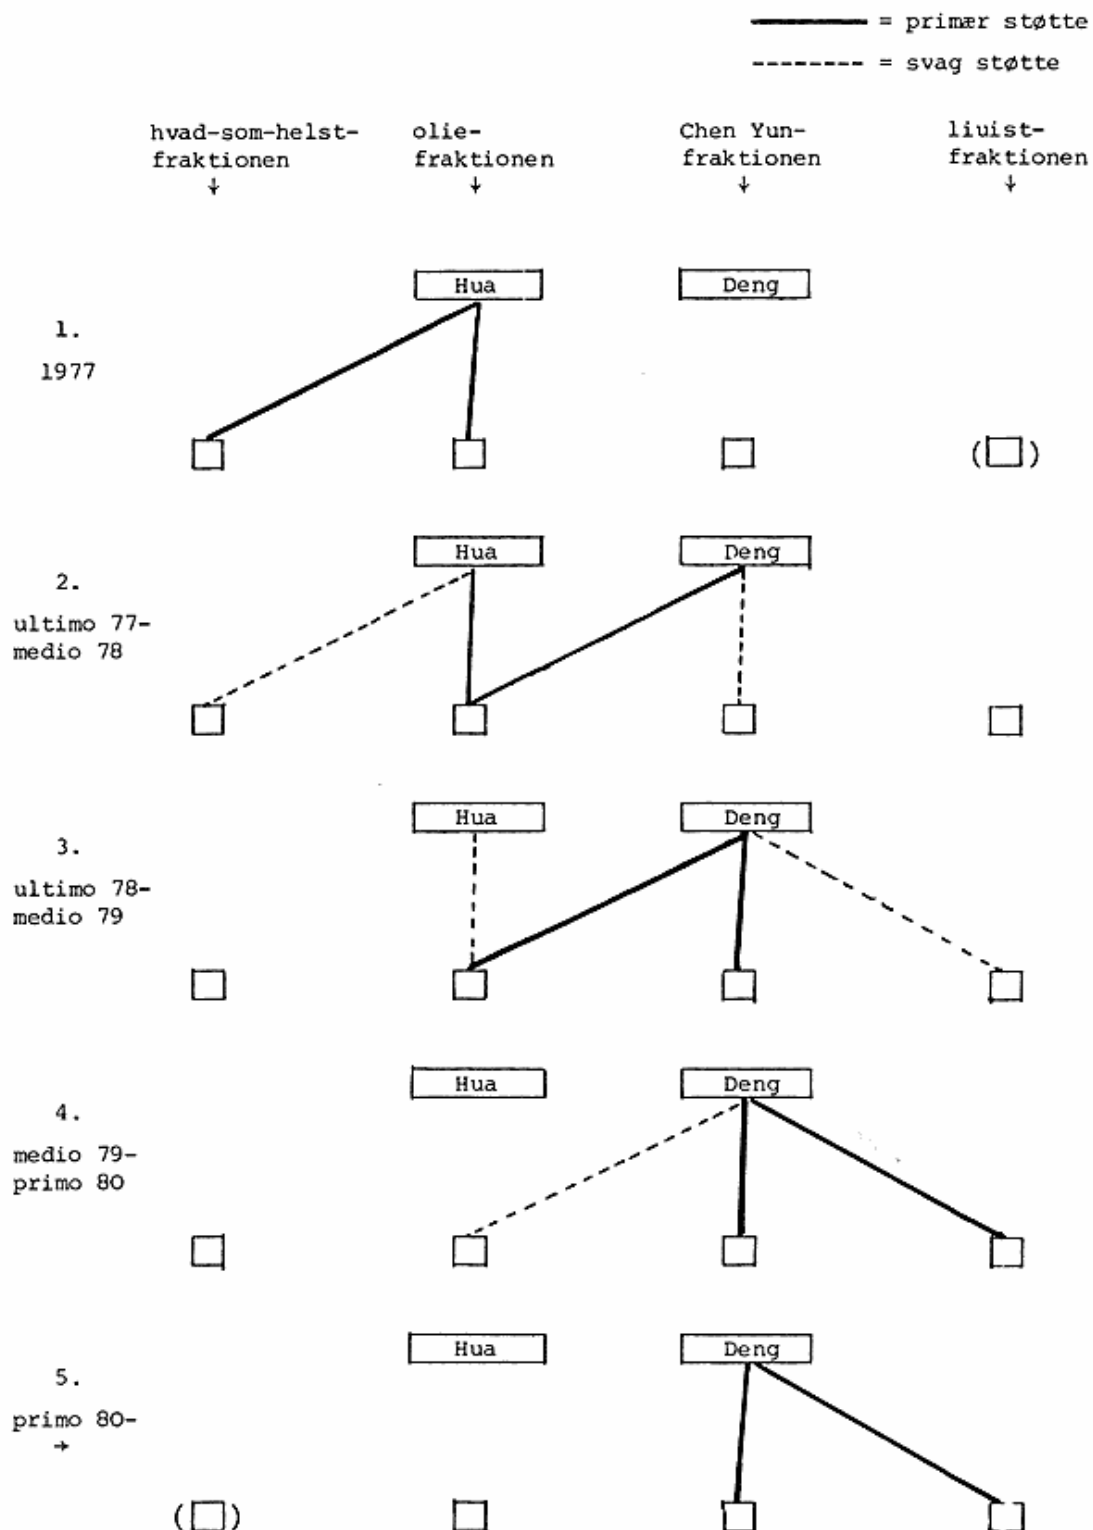 = primær støtte
= svag støtte
hvad-som-helst-
fraktionen
↓
olie-
fraktionen
↓
Chen Yun-
fraktionen
↓
liuist-
fraktionen
↓
Hua
Deng
1.
1977
( )
Hua
Deng
2.
ultimo 77-
medio 78
Hua
Deng
3.
ultimo 78-
medio 79
Hua
Deng
4.
medio 79-
primo 80
Hua
Deng
5.
primo 80-
→
( )